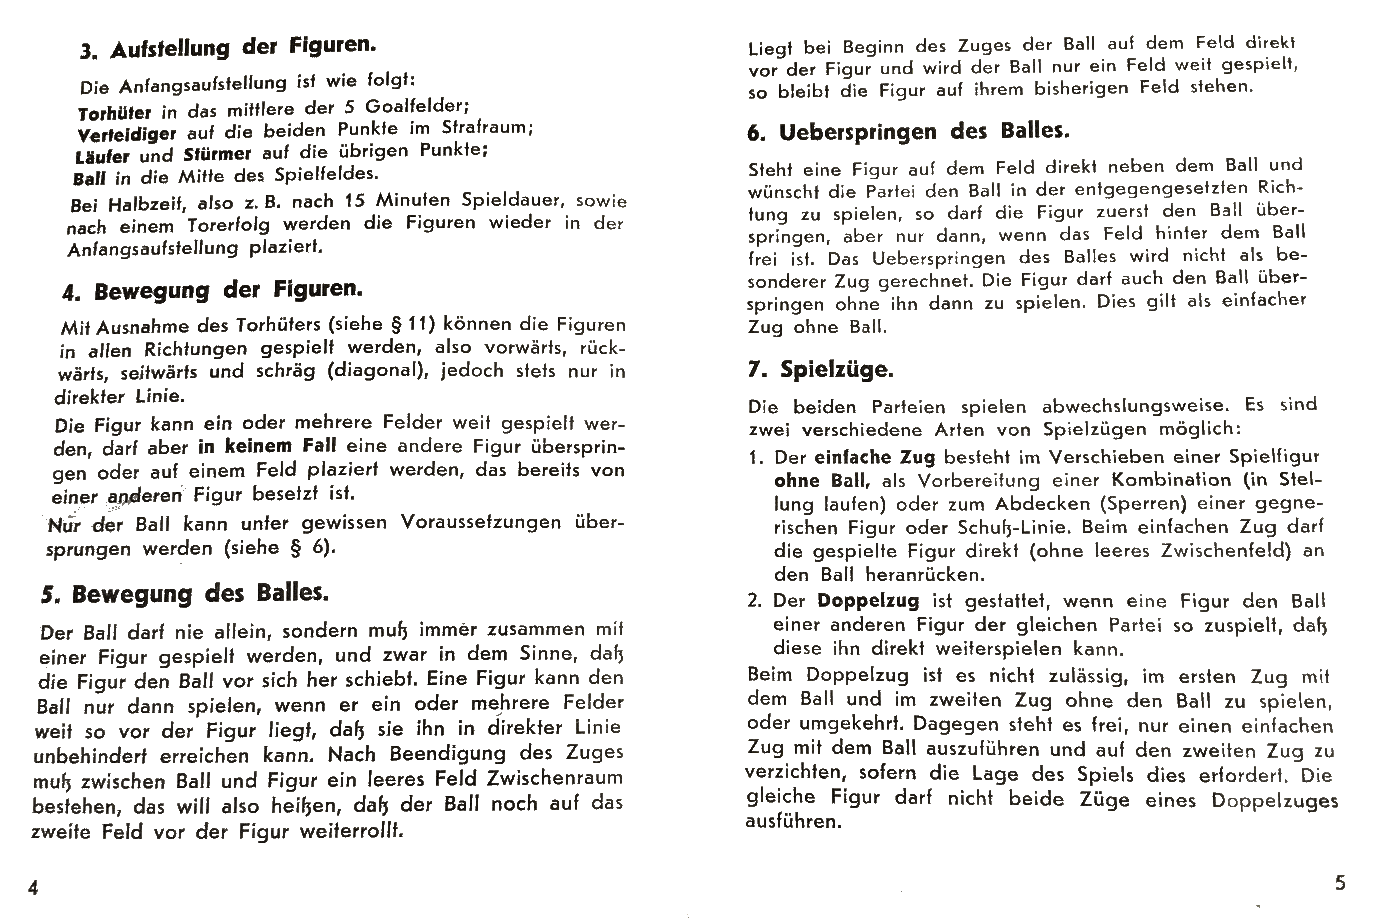 3. Aufstellung der Figuren.
Die Anfangsaufstellung ist wie folgt:
Torhüter in das mittlere der 5 Goalfelder;
Verteidiger auf die beiden Punkte im Strafraum;
Läufer und Stürmer auf die übrigen Punkte;
Ball in die Mitte des Spielfeldes.
Bei Halbzeit, also z. B. nach 15 Minuten Spieldauer, sowie
nach einem Torerfolg werden die Figuren wieder in der
Anfangsaufstellung plaziert.
4. Bewegung der Figuren.
Mit Ausnahme des Torhüters (siehe § 11) können die Figuren
in allen Richtungen gespielt werden, also vorwärts, rück-
wärts, seitwärts und schräg (diagonal), jedoch stets nur in
direkter Linie.
Die Figur kann ein oder mehrere Felder weit gespielt wer-
den, darf aber in keinem Fall eine andere Figur übersprin-
gen oder auf einem Feld plaziert werden, das bereits von
einer anderen Figur besetzt ist.
Nur der Ball kann unter gewissen Voraussetzungen über-
sprungen werden (siehe § 6).
5. Bewegung des Balles.
Der Ball darf nie allein, sondern muß immer zusammen mit
einer Figur gespielt werden, und zwar in dem Sinne, daß
die Figur den Ball vor sich her schiebt. Eine Figur kann den
Ball nur dann spielen, wenn er ein oder mehrere Felder
weit so vor der Figur liegt, daß sie ihn in direkter Linie
unbehindert erreichen kann. Nach Beendigung des Zuges
muß zwischen Ball und Figur ein leeres Feld Zwischenraum
bestehen, das will also heißen, daß der Ball noch auf das
zweite Feld vor der Figur weiterrollt.
4
Liegt bei Beginn des Zuges der Ball auf dem Feld direkt
vor der Figur und wird der Ball nur ein Feld weit gespielt,
so bleibt die Figur auf ihrem bisherigen Feld stehen.
6. Ueberspringen des Balles.
Steht eine Figur auf dem Feld direkt neben dem Ball und
wünscht die Partei den Ball in der entgegengesetzten Rich-
tung zu spielen, so darf die Figur zuerst den Ball über-
springen, aber nur dann, wenn das Feld hinter dem Ball
frei ist. Das Ueberspringen des Balles wird nicht als be-
sonderer Zug gerechnet. Die Figur darf auch den Ball über-
springen ohne ihn dann zu spielen. Dies gilt als einfacher
Zug ohne Ball.
7. Spielzüge.
Die beiden Parteien spielen abwechslungsweise. Es sind
zwei verschiedene Arten von Spielzügen möglich:
1. Der einfache Zug besteht im Verschieben einer Spielfigur
ohne Ball, als Vorbereitung einer Kombination (in Stel-
lung laufen) oder zum Abdecken (Sperren) einer gegne-
rischen Figur oder Schuß-Linie. Beim einfachen Zug darf
die gespielte Figur direkt (ohne leeres Zwischenfeld) an
den Ball heranrücken.
2. Der Doppelzug ist gestattet, wenn eine Figur den Ball
einer anderen Figur der gleichen Partei so zuspielt, daß
diese ihn direkt weiterspielen kann.
Beim Doppelzug ist es nicht zulässig, im ersten Zug mit
dem Ball und im zweiten Zug ohne den Ball zu spielen,
oder umgekehrt. Dagegen steht es frei, nur einen einfachen
Zug mit dem Ball auszuführen und auf den zweiten Zug zu
verzichten, sofern die Lage des Spiels dies erfordert. Die
gleiche Figur darf nicht beide Züge eines Doppelzuges
ausführen.
5